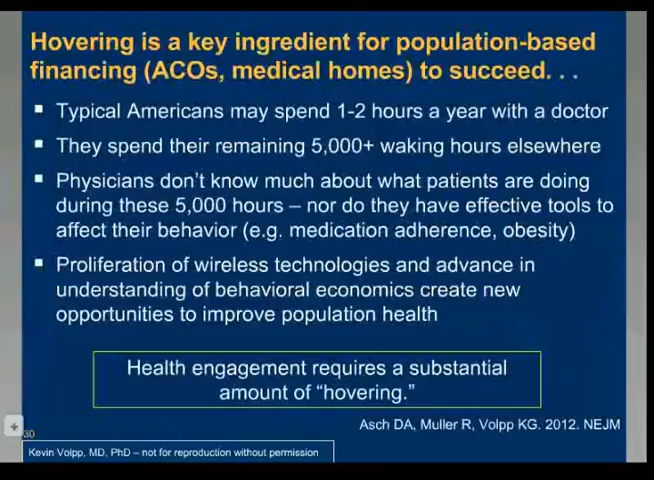 Hovering is a key ingredient for population-based
financing (ACOs, medical homes) to succeed. . .
Typical Americans may spend 1-2 hours a year with a doctor
They spend their remaining 5,000+ waking hours elsewhere
Physicians don't know much about what patients are doing
during these 5,000 hours – nor do they have effective tools to
affect their behavior (e.g. medication adherence, obesity)
Proliferation of wireless technologies and advance in
understanding of behavioral economics create new
opportunities to improve population health
Health engagement requires a substantial
amount of “hovering.”
Asch DA, Muller R, Volpp KG. 2012. NEJM
30
Kevin Volpp, MD, PhD – not for reproduction without permission